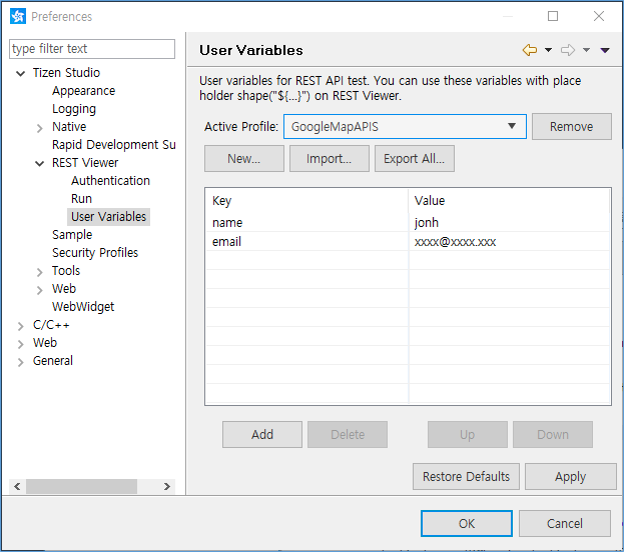 Preferences
type filter text
Tizen Studio
Appearance
Logging
Native
Rapid Development Su
REST Viewer
Authentication
Run
User Variables
Sample
Security Profiles
Tools
Web
WebWidget
C/C++
Web
General
User Variables
User variables for REST API test. You can use these variables with place
holder shape("${...}") on REST Viewer.
Active Profile: GoogleMapAPIS Remove
New... Import... Export All...
Key Value
name jonh
email xxxx@xxxx.xxx
Add Delete Up Down
Restore Defaults Apply
OK Cancel